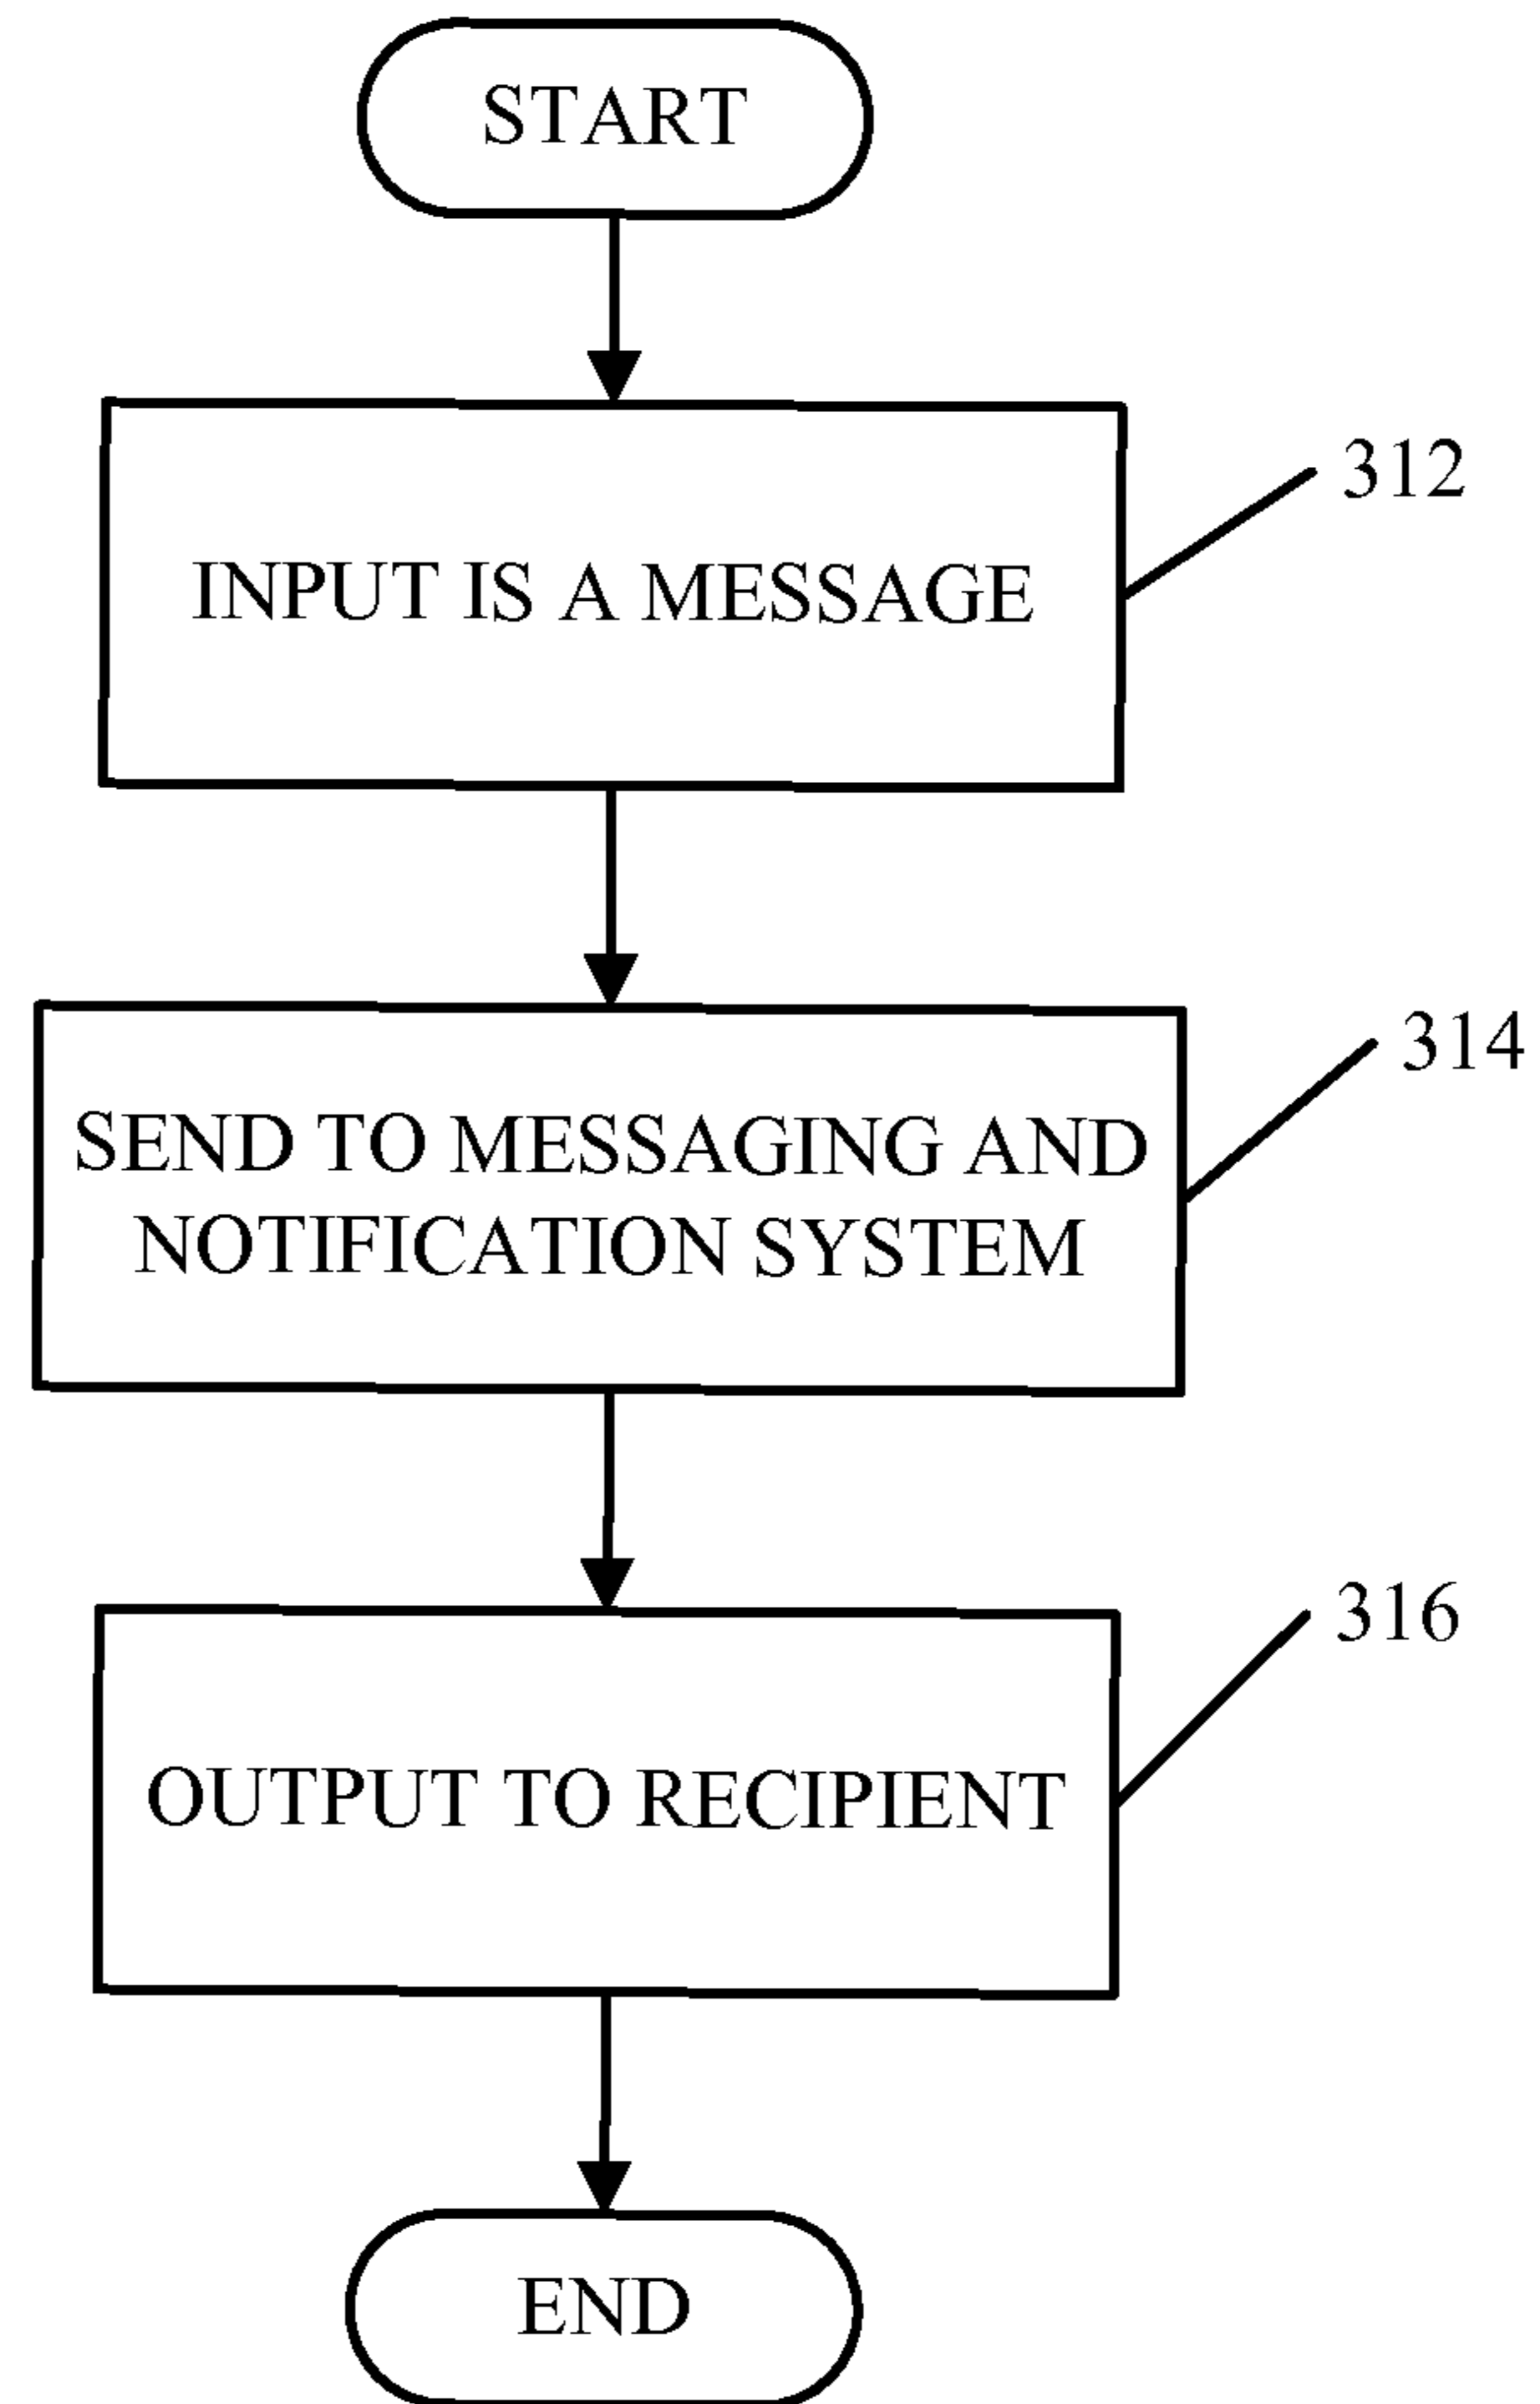 START
312
INPUT IS A MESSAGE
314
SEND TO MESSAGING AND
NOTIFICATION SYSTEM
316
OUTPUT TO RECIPIENT
END